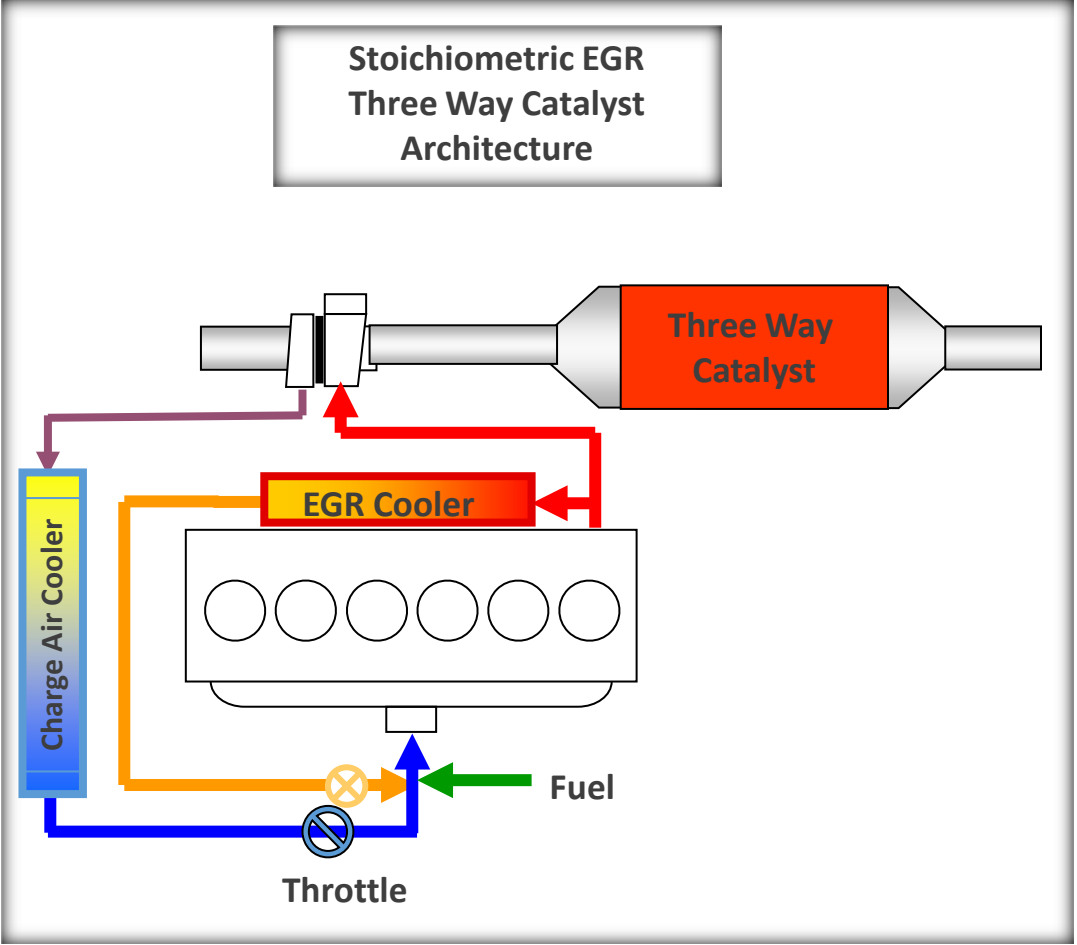 Stoichiometric EGR
Three Way Catalyst
Architecture
Three Way
Catalyst
EGR Cooler
Charge Air Cooler
Fuel
Throttle